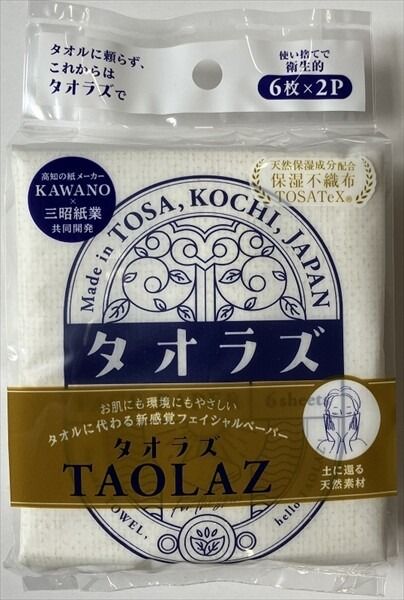 タオルに頼らず、
これからは
タオラズで
使い捨てで
衛生的
6枚×2P
高知の紙メーカー
KAWANO
×
三昭紙業
共同開発
天然保湿成分配合
保湿不織布
TOSATeX®
Made in TOSA, KOCHI, JAPAN
タオラズ
6 sheets
お肌にも環境にもやさしい
タオルに代わる新感覚フェイシャルペーパー
タオラズ
TAOLAZ
土に還る
天然素材
hello